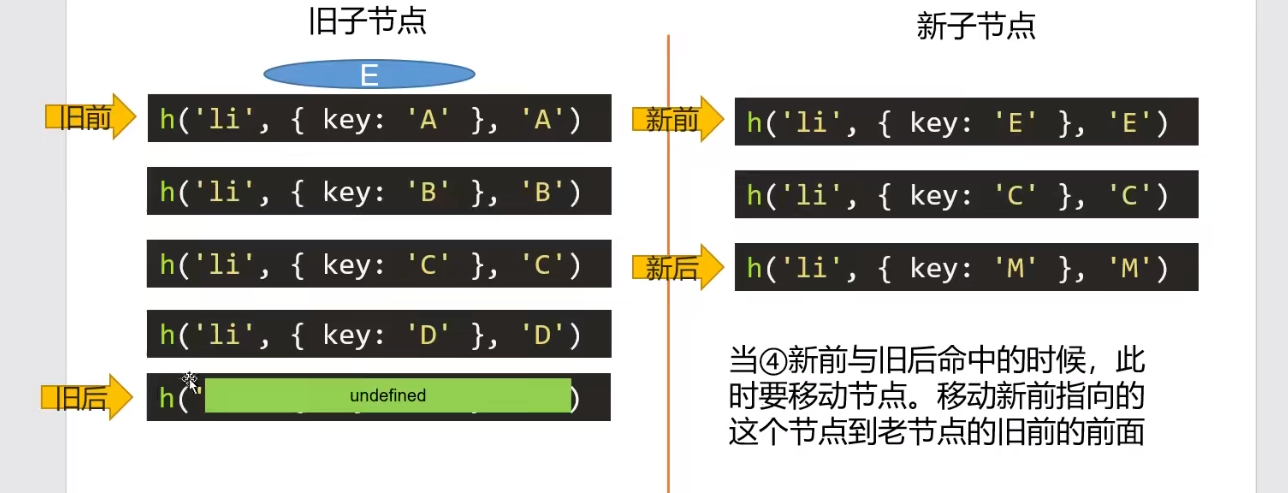 旧子节点
新子节点
E
旧前
h('li', { key: 'A' }, 'A')
新前
h('li', { key: 'E' }, 'E')
h('li', { key: 'B' }, 'B')
h('li', { key: 'C' }, 'C')
h('li', { key: 'C' }, 'C')
新后
h('li', { key: 'M' }, 'M')
h('li', { key: 'D' }, 'D')
旧后
h(' undefined )
当④新前与旧后命中的时候，此
时要移动节点。移动新前指向的
这个节点到老节点的旧前的前面